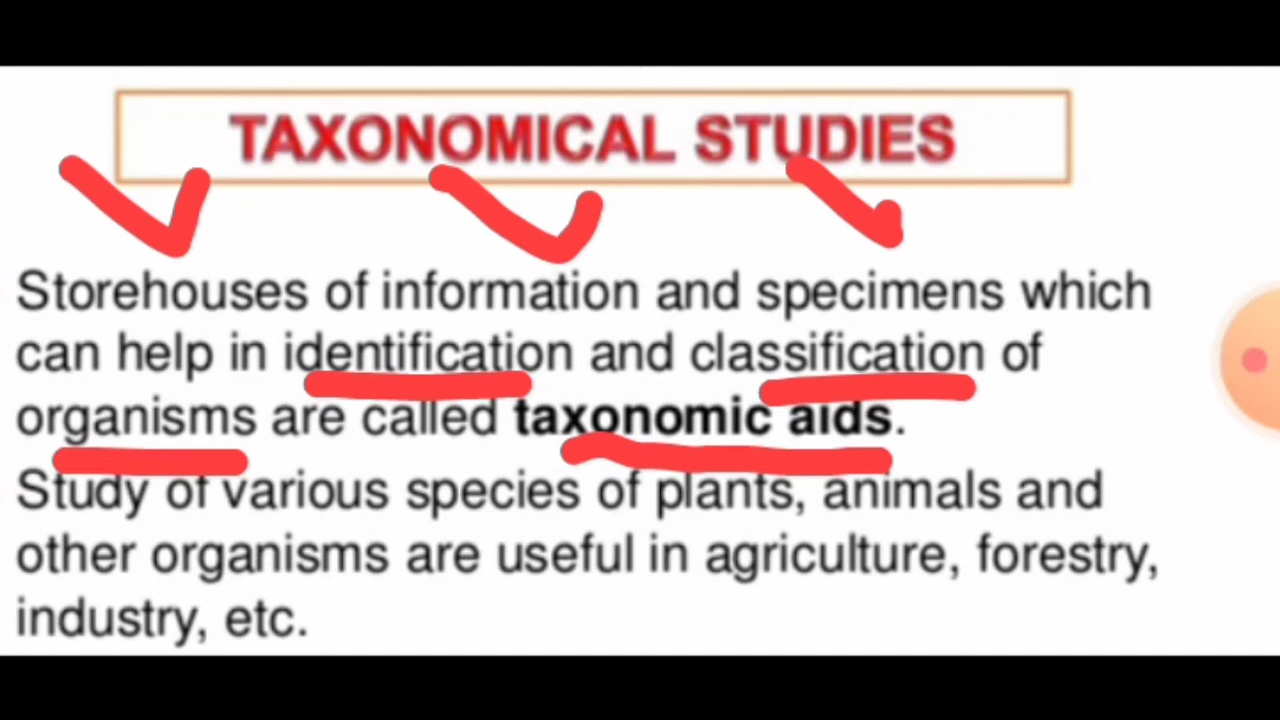 TAXONOMICAL STUDIES
Storehouses of information and specimens which
can help in identification and classification of
organisms are called taxonomic aids.
Study of various species of plants, animals and
other organisms are useful in agriculture, forestry,
industry, etc.